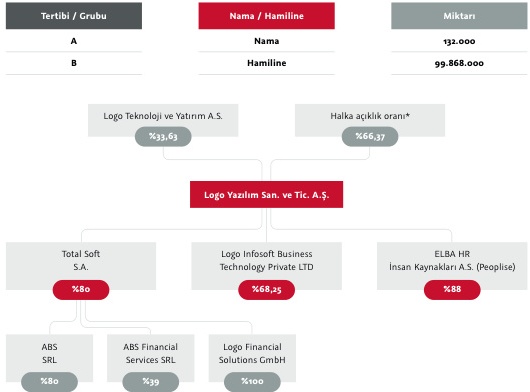 Tertibi / Grubu
Nama / Hamiline
Miktarı
A
Nama
132.000
B
Hamiline
99.868.000
Logo Teknoloji ve Yatırım A.S.
%33,63
Halka açıklık oranı*
%66,37
Logo Yazılım San. ve Tic. A.Ş.
Total Soft
S.A.
%80
Logo Infosoft Business
Technology Private LTD
%68,25
ELBA HR
İnsan Kaynakları A.S. (Peoplise)
%88
ABS
SRL
%80
ABS Financial
Services SRL
%39
Logo Financial
Solutions GmbH
%100